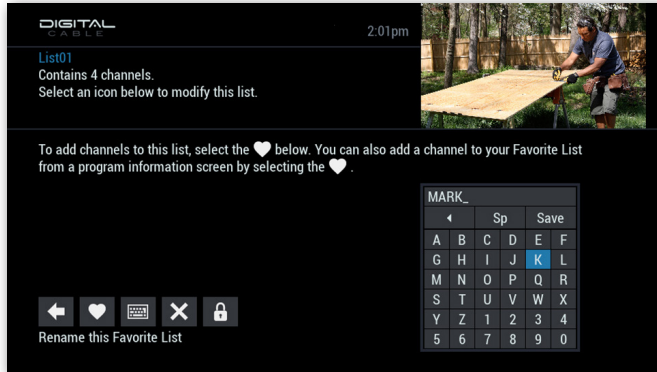 DIGITAL
CABLE
2:01pm
List01
Contains 4 channels.
Select an icon below to modify this list.
To add channels to this list, select the below. You can also add a channel to your Favorite List
from a program information screen by selecting the .
MARK_
Sp Save
A B C D E F
G H I J K L
M N O P Q R
S T U V W X
Y Z 1 2 3 4
5 6 7 8 9 0
Rename this Favorite List